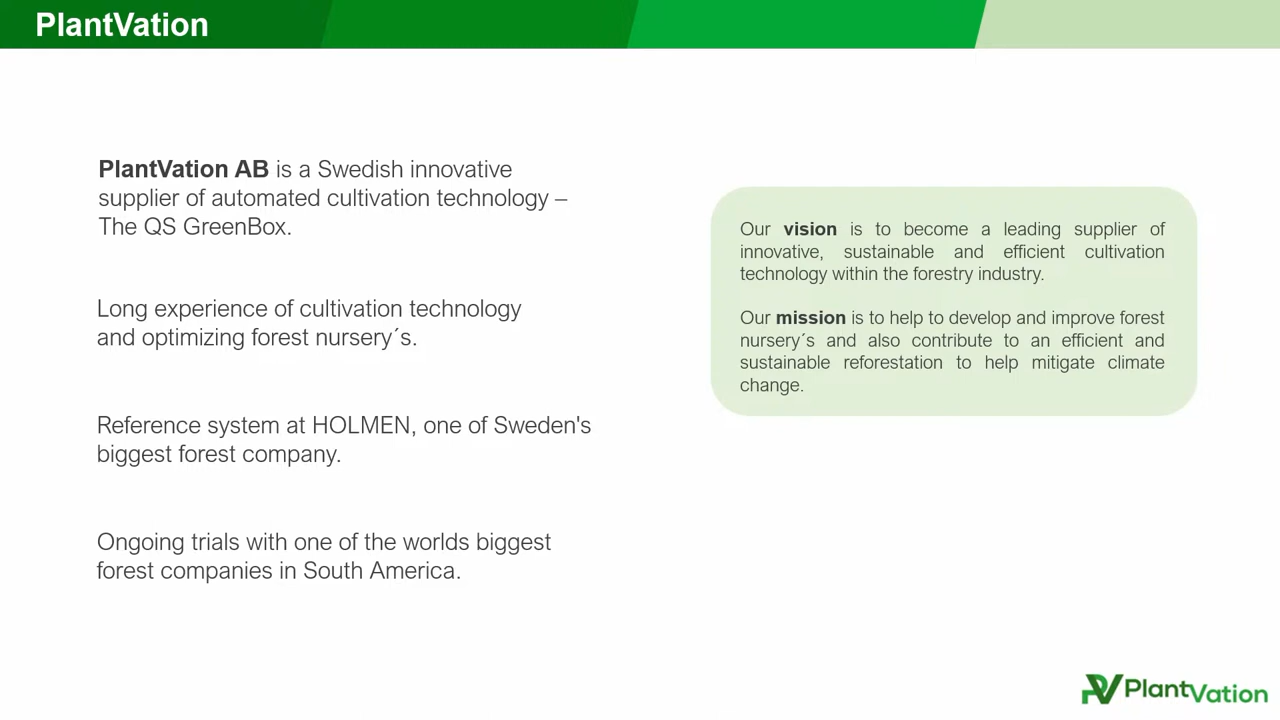 PlantVation
PlantVation AB is a Swedish innovative
supplier of automated cultivation technology –
The QS GreenBox.
Long experience of cultivation technology
and optimizing forest nursery´s.
Reference system at HOLMEN, one of Sweden's
biggest forest company.
Ongoing trials with one of the worlds biggest
forest companies in South America.
Our vision is to become a leading supplier of
innovative, sustainable and efficient cultivation
technology within the forestry industry.
Our mission is to help to develop and improve forest
nursery´s and also contribute to an efficient and
sustainable reforestation to help mitigate climate
change.
PlantVation